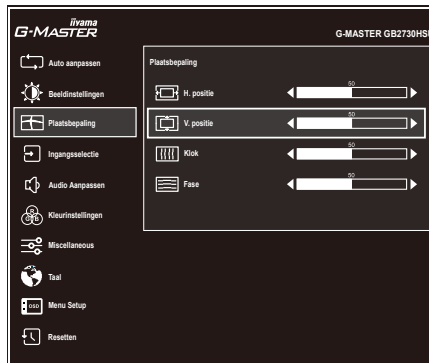 iiyama
G-MASTER
G-MASTER GB2730HSU
Auto aanpassen
Beeldinstellingen
Plaatsbepaling
Ingangsselectie
Audio Aanpassen
R G B
Kleurinstellingen
Miscellaneous
Taal
OSD
Menu Setup
Resetten
Plaatsbepaling
H. positie
50
V. positie
50
Klok
50
Fase
50